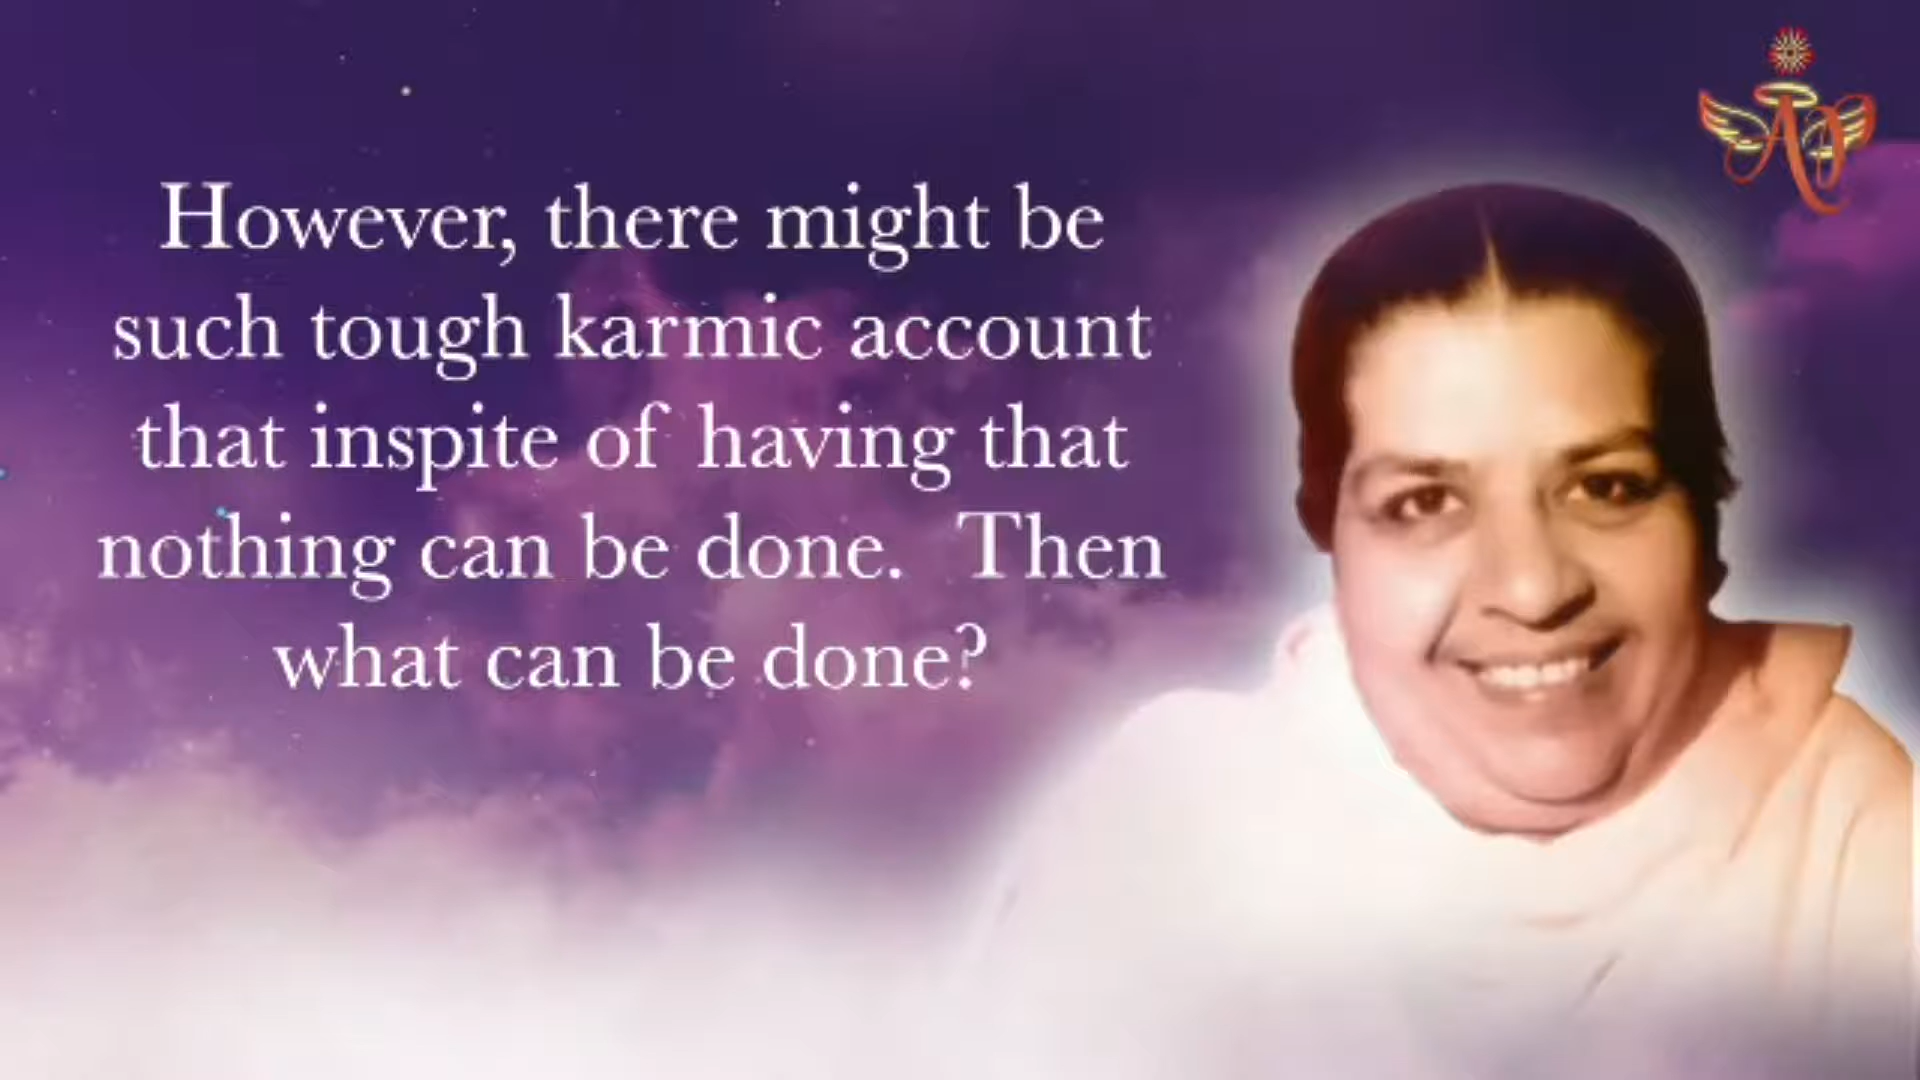 However, there might be
such tough karmic account
that inspite of having that
nothing can be done. Then
what can be done?